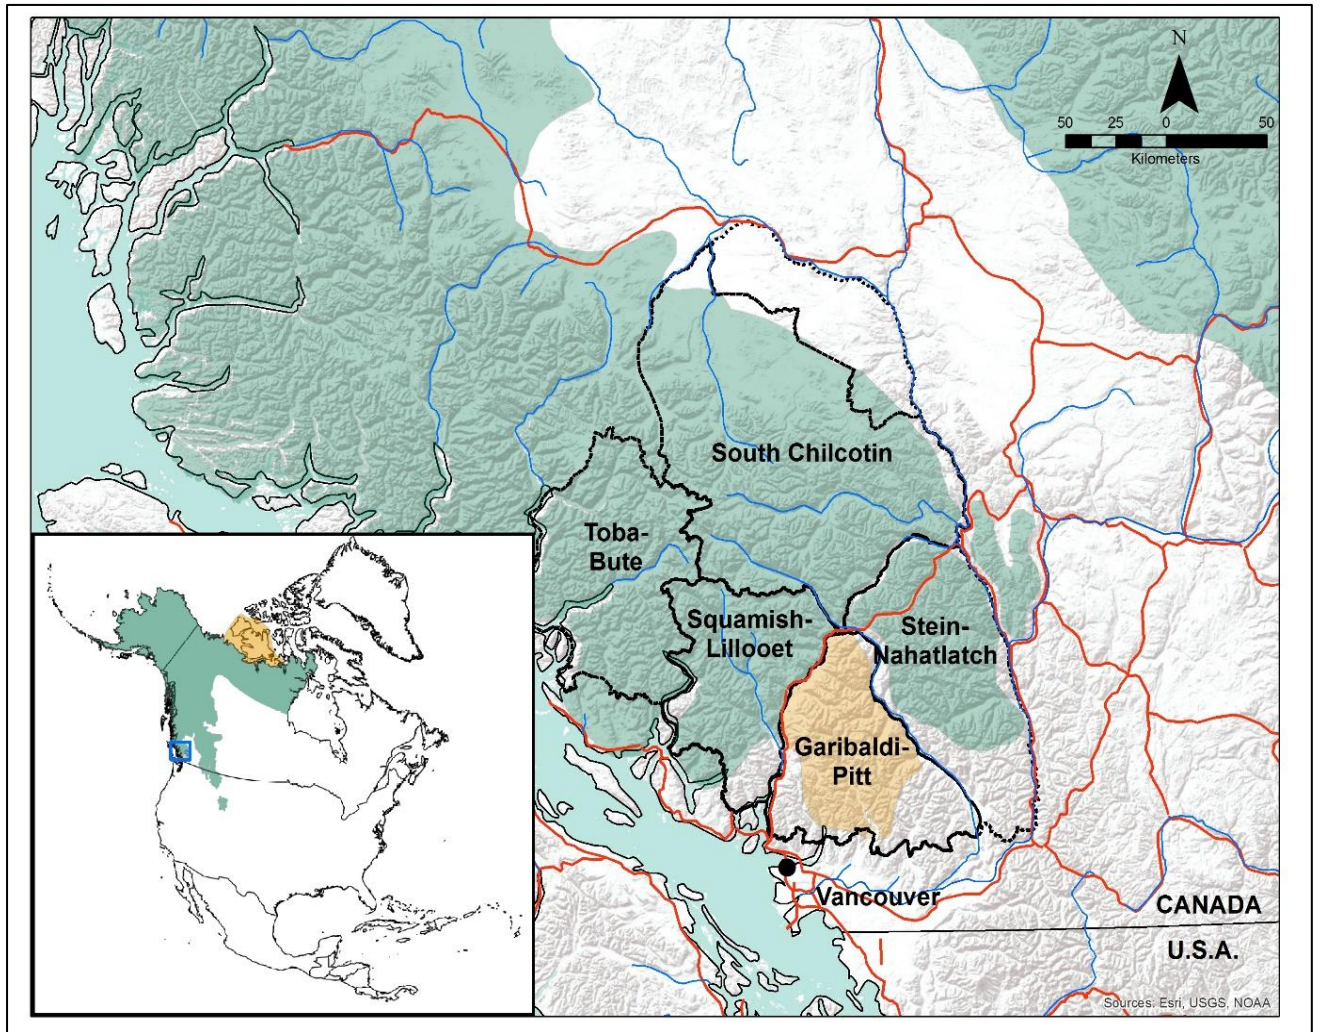 N
50 25 0 50
Kilometers
South Chilcotin
Toba-
Bute
Squamish-
Lillooet
Stein-
Nahatlatch
Garibaldi-
Pitt
Vancouver
CANADA
U.S.A.
Sources: Esri, USGS, NOAA